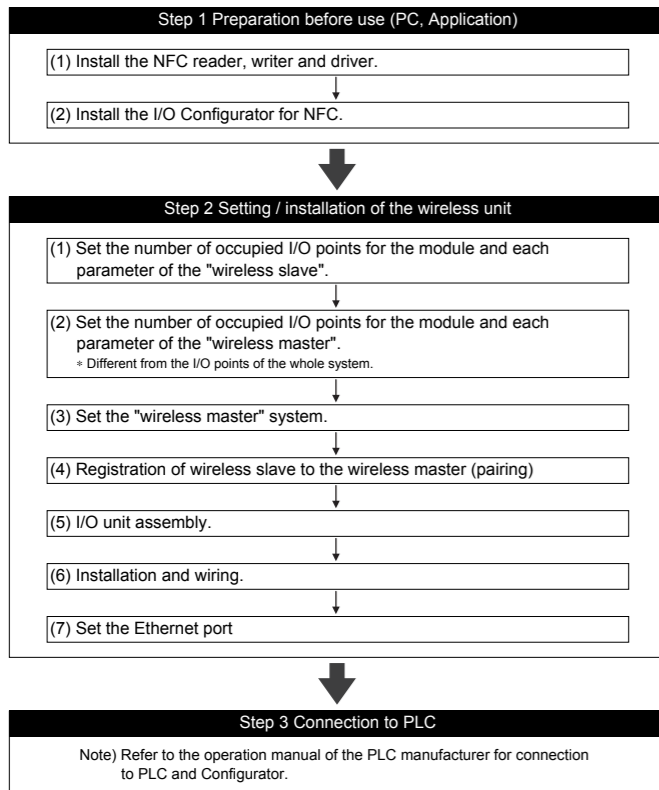 Step 1 Preparation before use (PC, Application)
(1) Install the NFC reader, writer and driver.
(2) Install the I/O Configurator for NFC.
Step 2 Setting / installation of the wireless unit
(1) Set the number of occupied I/O points for the module and each
parameter of the "wireless slave".
(2) Set the number of occupied I/O points for the module and each
parameter of the "wireless master".
* Different from the I/O points of the whole system.
(3) Set the "wireless master" system.
(4) Registration of wireless slave to the wireless master (pairing)
(5) I/O unit assembly.
(6) Installation and wiring.
(7) Set the Ethernet port
Step 3 Connection to PLC
Note) Refer to the operation manual of the PLC manufacturer for connection
to PLC and Configurator.